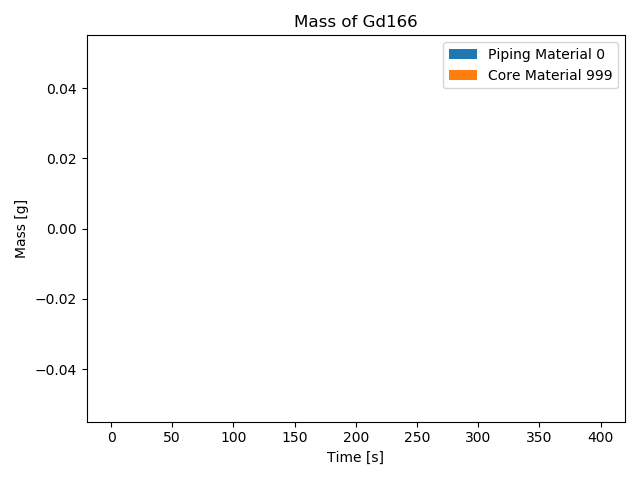 Mass of Gd166
Piping Material 0
Core Material 999
Mass [g]
0.04
0.02
0.00
−0.02
−0.04
0 50 100 150 200 250 300 350 400
Time [s]